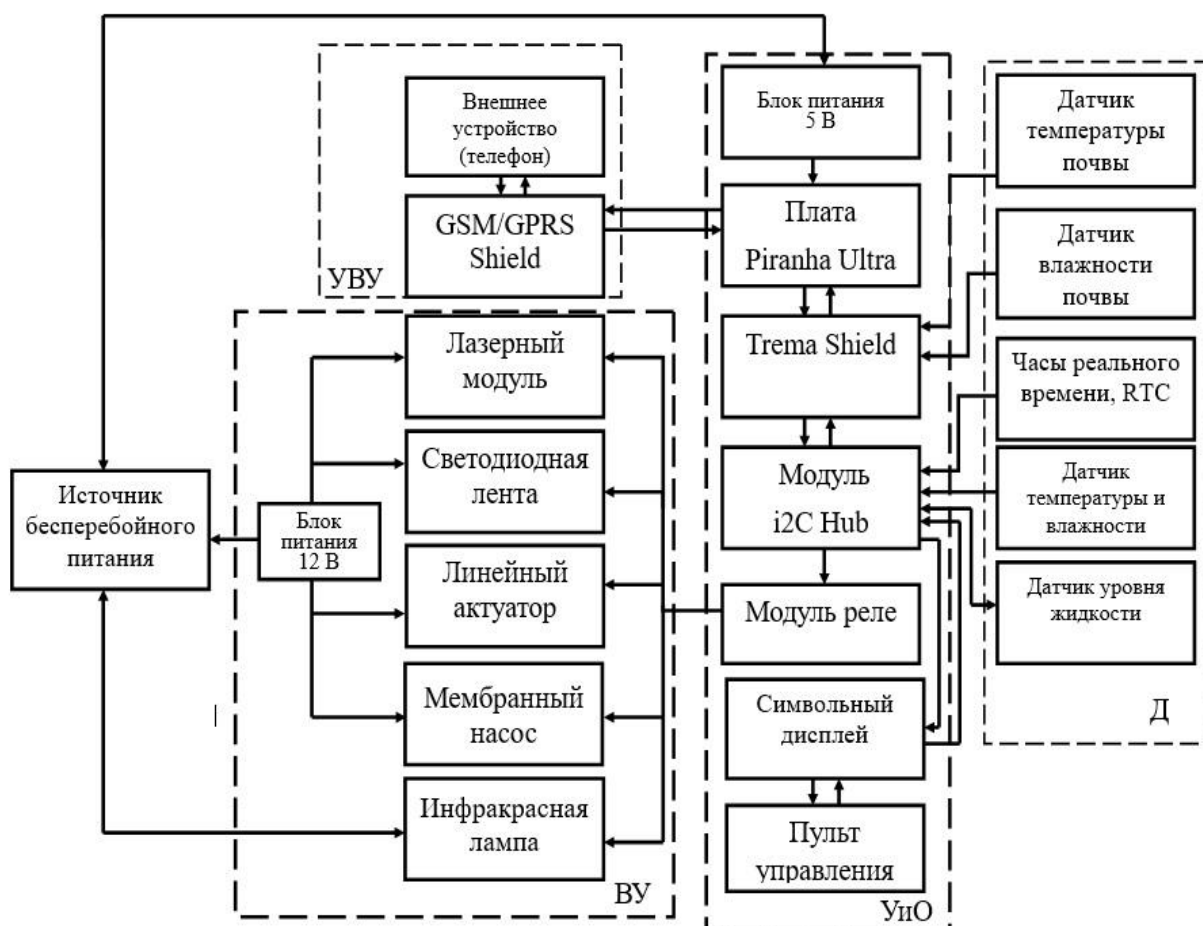 Внешнее
устройство
(телефон)
GSM/GPRS
Shield
УВУ
Блок питания
5 В
Плата
Piranha Ultra
Trema Shield
Модуль
i2C Hub
Модуль реле
Символьный
дисплей
Пульт
управления
УиО
Датчик
температуры
почвы
Датчик
влажности
почвы
Часы реального
времени, RTC
Датчик
температуры и
влажности
Датчик уровня
жидкости
Д
Источник
бесперебойного
питания
Блок
питания
12 В
Лазерный
модуль
Светодиодная
лента
Линейный
актуатор
Мембранный
насос
Инфракрасная
лампа
ВУ